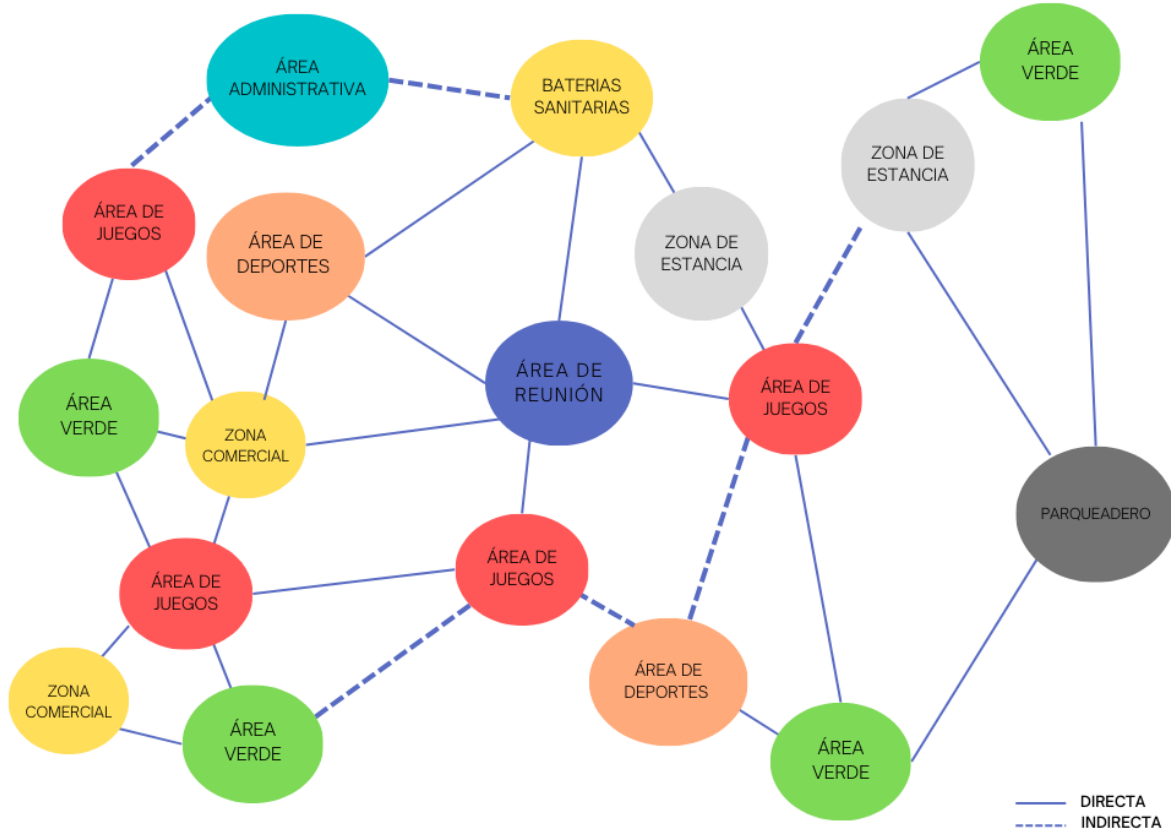 ÁREA
ADMINISTRATIVA
BATERIAS
SANITARIAS
ÁREA
VERDE
ZONA DE
ESTANCIA
ÁREA DE
JUEGOS
ÁREA DE
DEPORTES
ZONA DE
ESTANCIA
ÁREA DE
REUNIÓN
ÁREA DE
JUEGOS
ÁREA
VERDE
ZONA
COMERCIAL
PARQUEADERO
ÁREA DE
JUEGOS
ÁREA DE
JUEGOS
ÁREA DE
DEPORTES
ZONA
COMERCIAL
ÁREA
VERDE
ÁREA
VERDE
DIRECTA
INDIRECTA